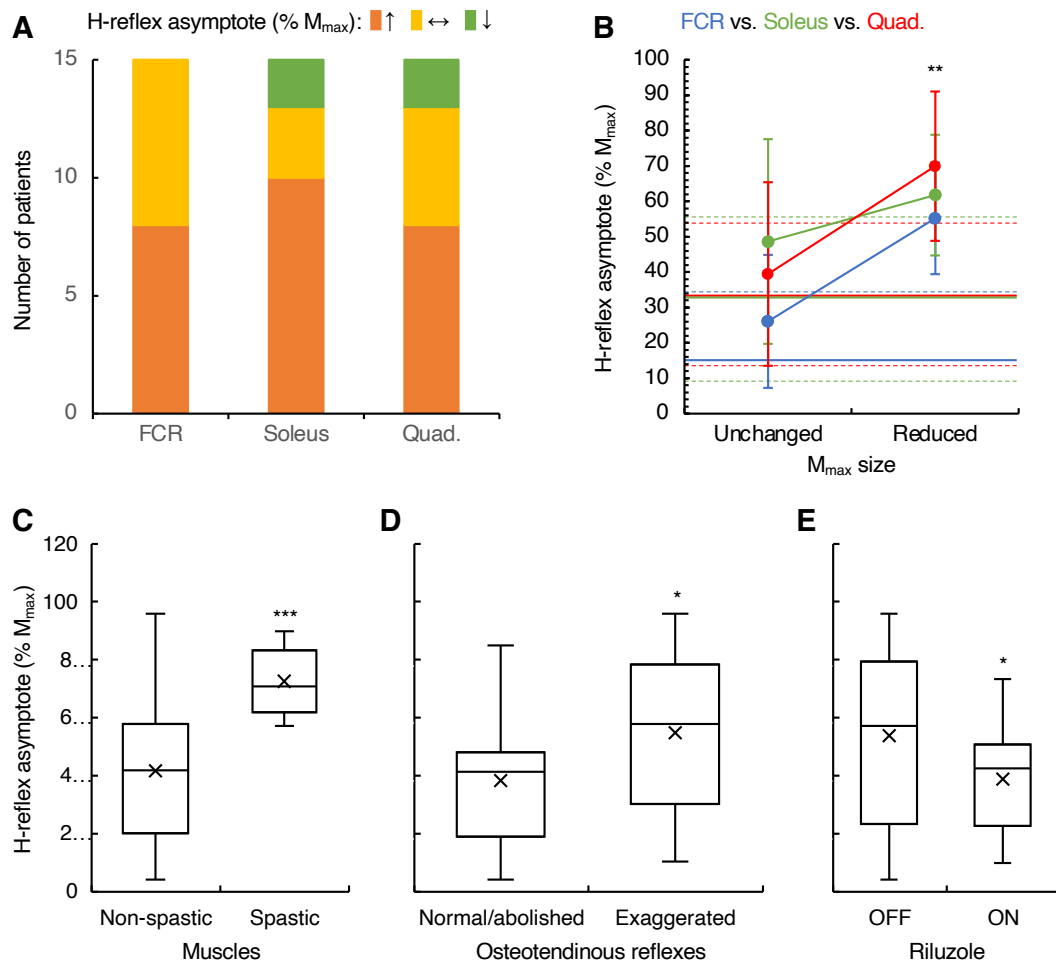 A
H-reflex asymptote (% Mmax): ↑ ↔ ↓
Number of patients
15
10
5
0
FCR Soleus Quad.
B
FCR vs. Soleus vs. Quad.
H-reflex asymptote (% Mmax)
100
90
80
70
60
50
40
30
20
10
0
**
Unchanged Reduced
Mmax size
C
H-reflex asymptote (% Mmax)
120
100
8...
6...
4...
2...
0
***
Non-spastic Spastic
Muscles
D
*
Normal/abolished Exaggerated
Osteotendinous reflexes
E
*
OFF ON
Riluzole